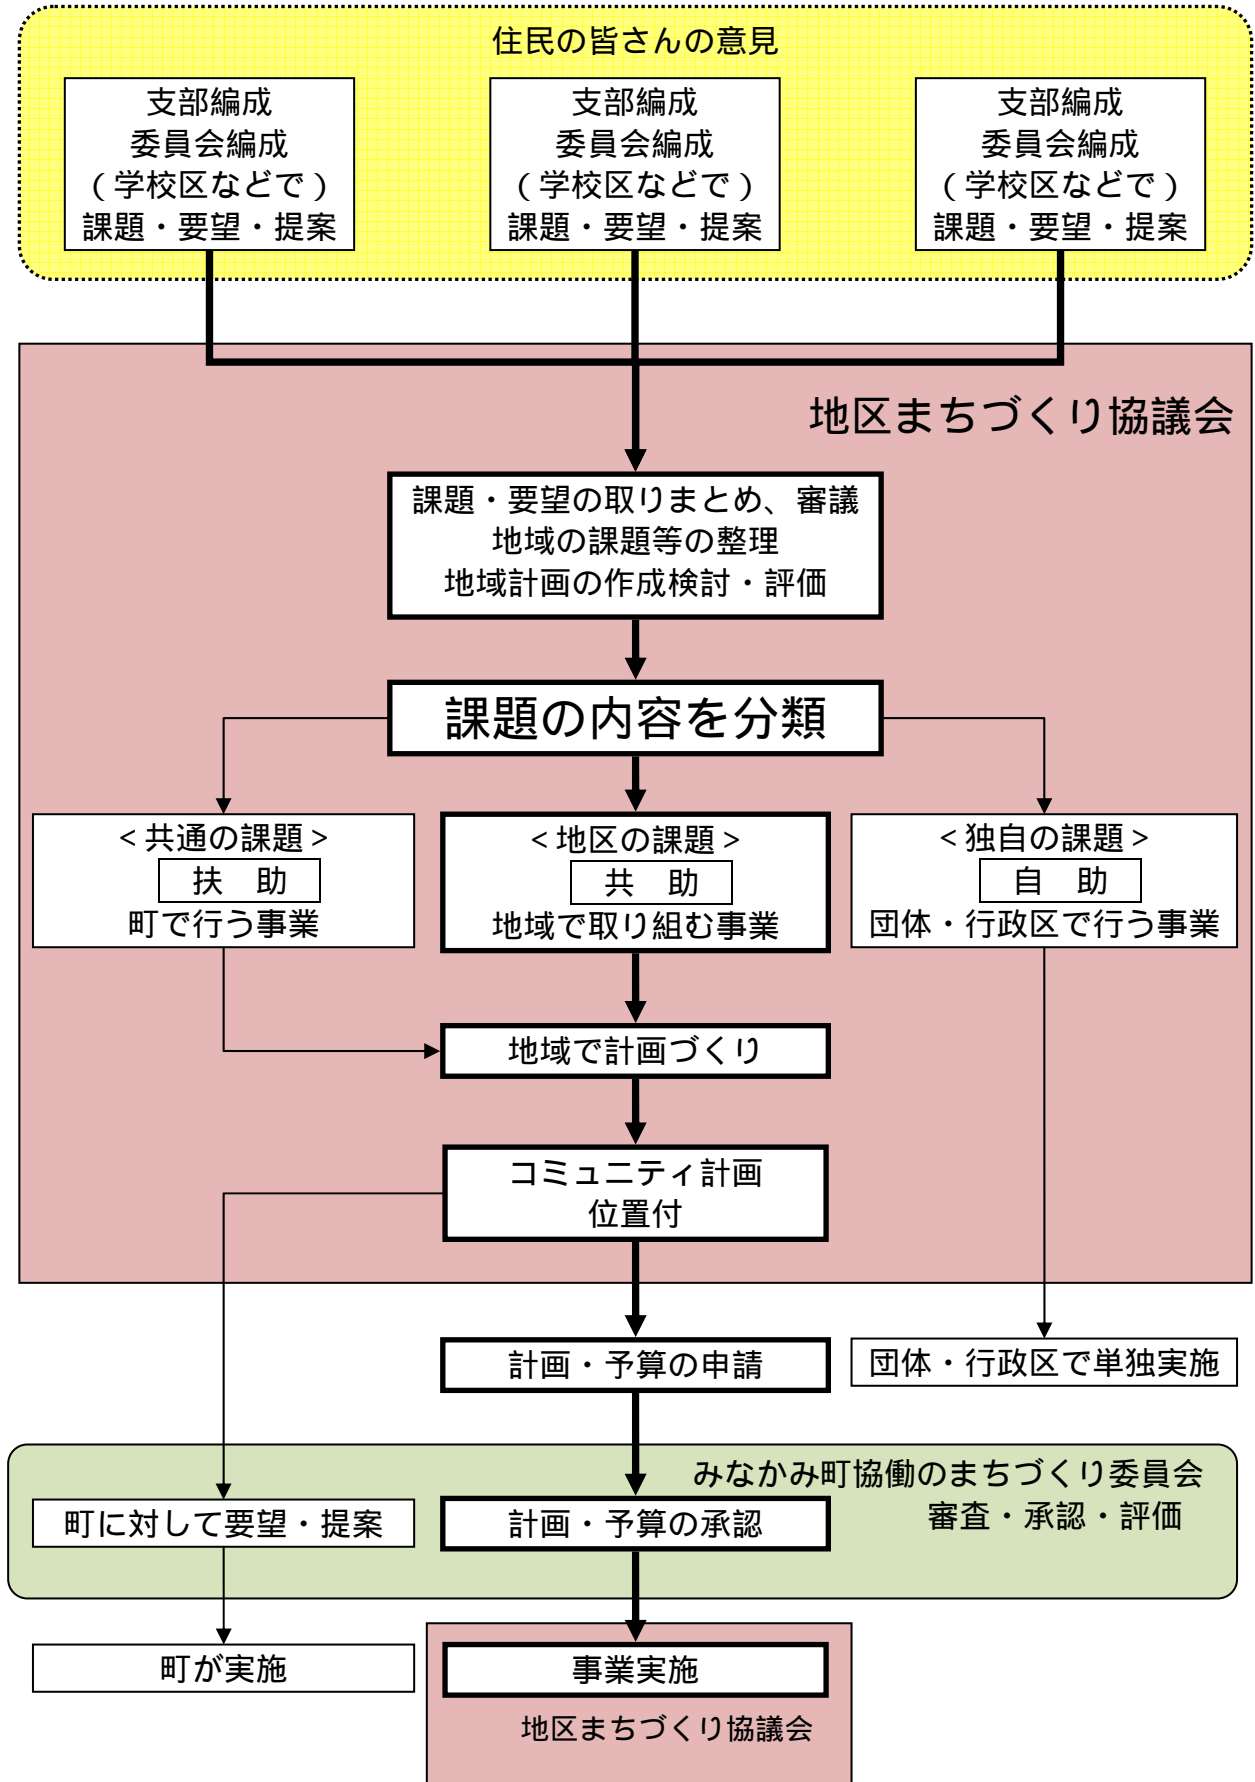 住民の皆さんの意見
支部編成
委員会編成
(学校区などで)
課題・要望・提案
支部編成
委員会編成
(学校区などで)
課題・要望・提案
支部編成
委員会編成
(学校区などで)
課題・要望・提案
地区まちづくり協議会
課題・要望の取りまとめ、審議
地域の課題等の整理
地域計画の作成検討・評価
課題の内容を分類
<共通の課題>
扶 助
町で行う事業
<地区の課題>
共 助
地域で取り組む事業
<独自の課題>
自 助
団体・行政区で行う事業
地域で計画づくり
コミュニティ計画
位置付
計画・予算の申請
団体・行政区で単独実施
みなかみ町協働のまちづくり委員会
審査・承認・評価
町に対して要望・提案
計画・予算の承認
町が実施
事業実施
地区まちづくり協議会